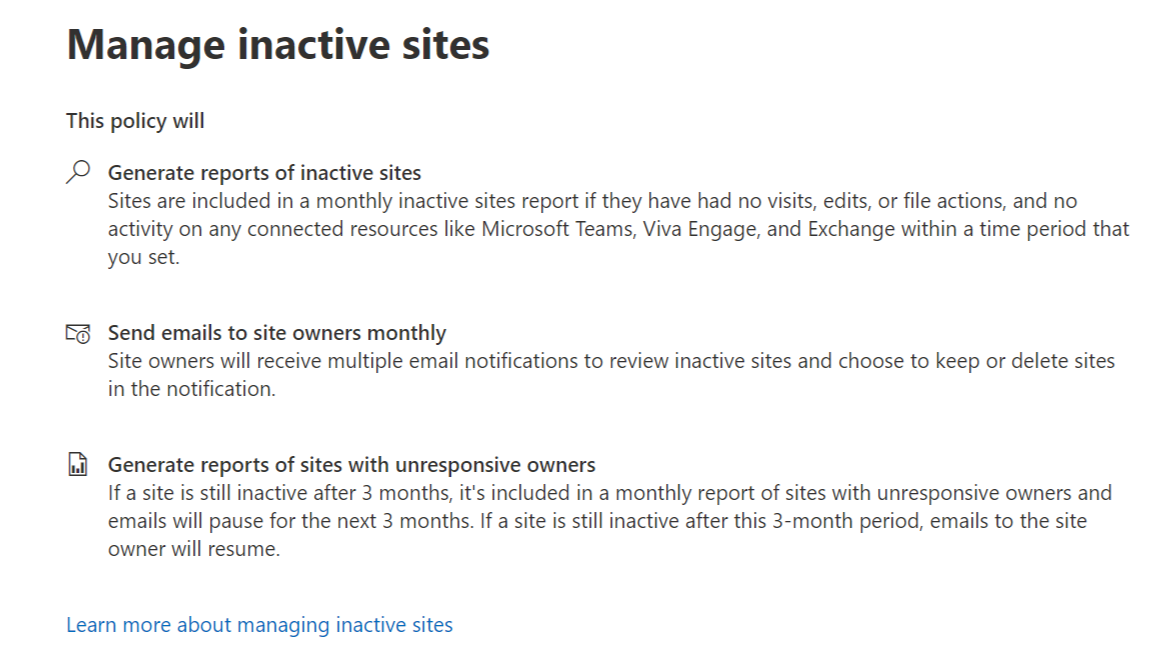 Manage inactive sites
This policy will
Generate reports of inactive sites
Sites are included in a monthly inactive sites report if they have had no visits, edits, or file actions, and no
activity on any connected resources like Microsoft Teams, Viva Engage, and Exchange within a time period that
you set.
Send emails to site owners monthly
Site owners will receive multiple email notifications to review inactive sites and choose to keep or delete sites
in the notification.
Generate reports of sites with unresponsive owners
If a site is still inactive after 3 months, it's included in a monthly report of sites with unresponsive owners and
emails will pause for the next 3 months. If a site is still inactive after this 3-month period, emails to the site
owner will resume.
Learn more about managing inactive sites